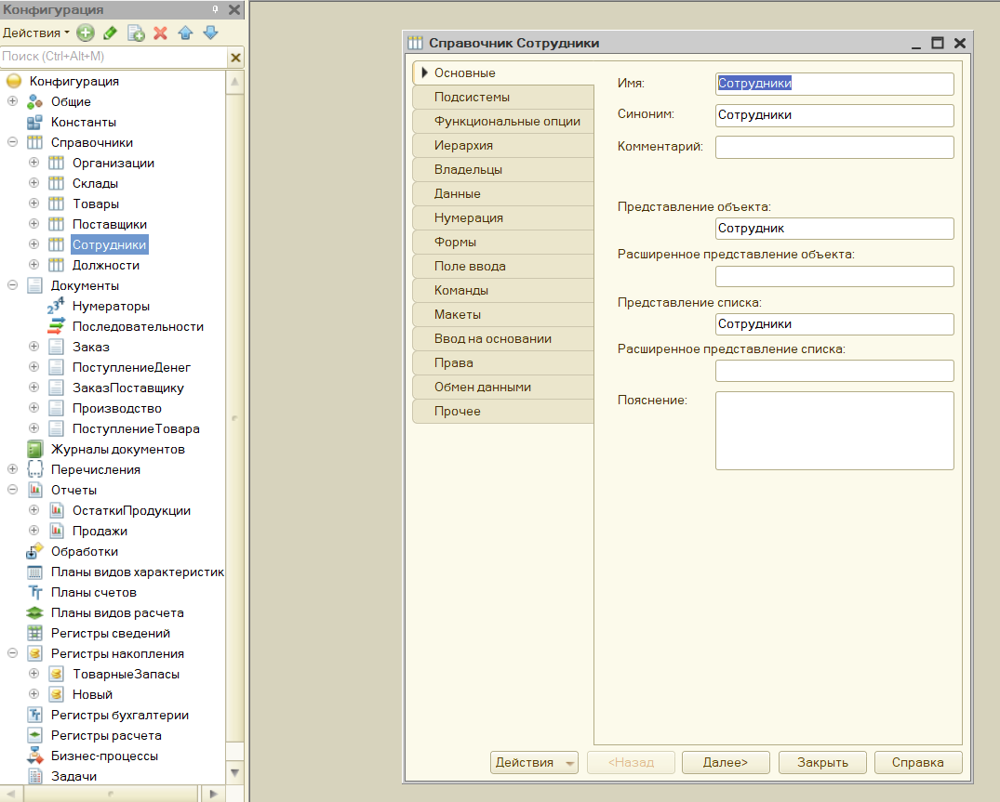 Конфигурация
Действия
Поиск (Ctrl+Alt+M)
Конфигурация
Общие
Константы
Справочники
Организации
Склады
Товары
Поставщики
Сотрудники
Должности
Документы
Нумераторы
Последовательности
Заказ
ПоступлениеДенег
ЗаказПоставщику
Производство
ПоступлениеТовара
Журналы документов
Перечисления
Отчеты
ОстаткиПродукции
Продажи
Обработки
Планы видов характеристик
Планы счетов
Планы видов расчета
Регистры сведений
Регистры накопления
ТоварныеЗапасы
Новый
Регистры бухгалтерии
Регистры расчета
Бизнес-процессы
Задачи
Справочник Сотрудники
Основные
Подсистемы
Функциональные опции
Иерархия
Владельцы
Данные
Нумерация
Формы
Поле ввода
Команды
Макеты
Ввод на основании
Права
Обмен данными
Прочее
Имя: Сотрудники
Синоним: Сотрудники
Комментарий:
Представление объекта:
Сотрудник
Расширенное представление объекта:
Представление списка:
Сотрудники
Расширенное представление списка:
Пояснение:
Действия <Назад Далее> Закрыть Справка